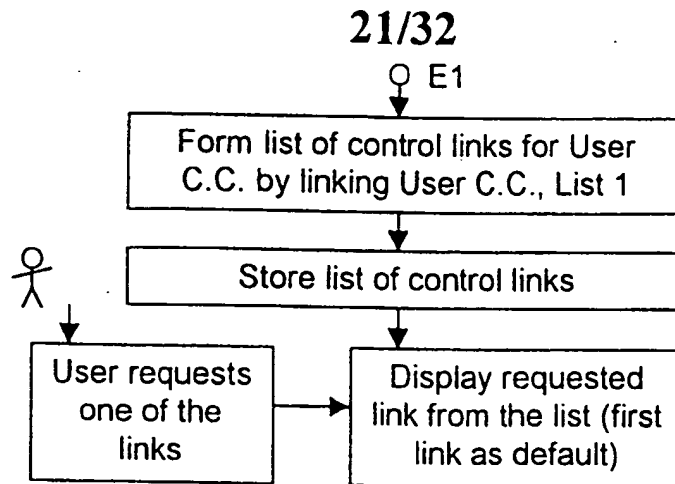 21/32
E1
Form list of control links for User
C.C. by linking User C.C., List 1
Store list of control links
User requests
one of the
links
Display requested
link from the list (first
link as default)